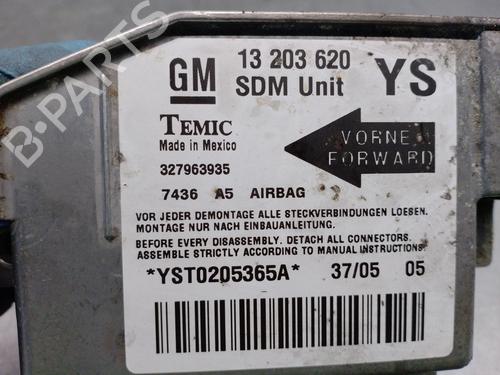 GM 13 203 620 YS
SDM Unit
TEMIC
Made in Mexico
327963935
VORNE
FORWARD
7436 A5 AIRBAG
VOR JEDER DEMONTAGE ALLE STECKVERBINDUNGEN LOESEN.
MONTAGE NUR NACH EINBAUANLEITUNG.
BEFORE EVERY DISASSEMBLY. DETACH ALL CONNECTORS.
ASSEMBLE STRICTLY ACCORDING TO MANUAL INSTRUCTIONS.
*YST0205365A* 37/05 05
B-PARTS